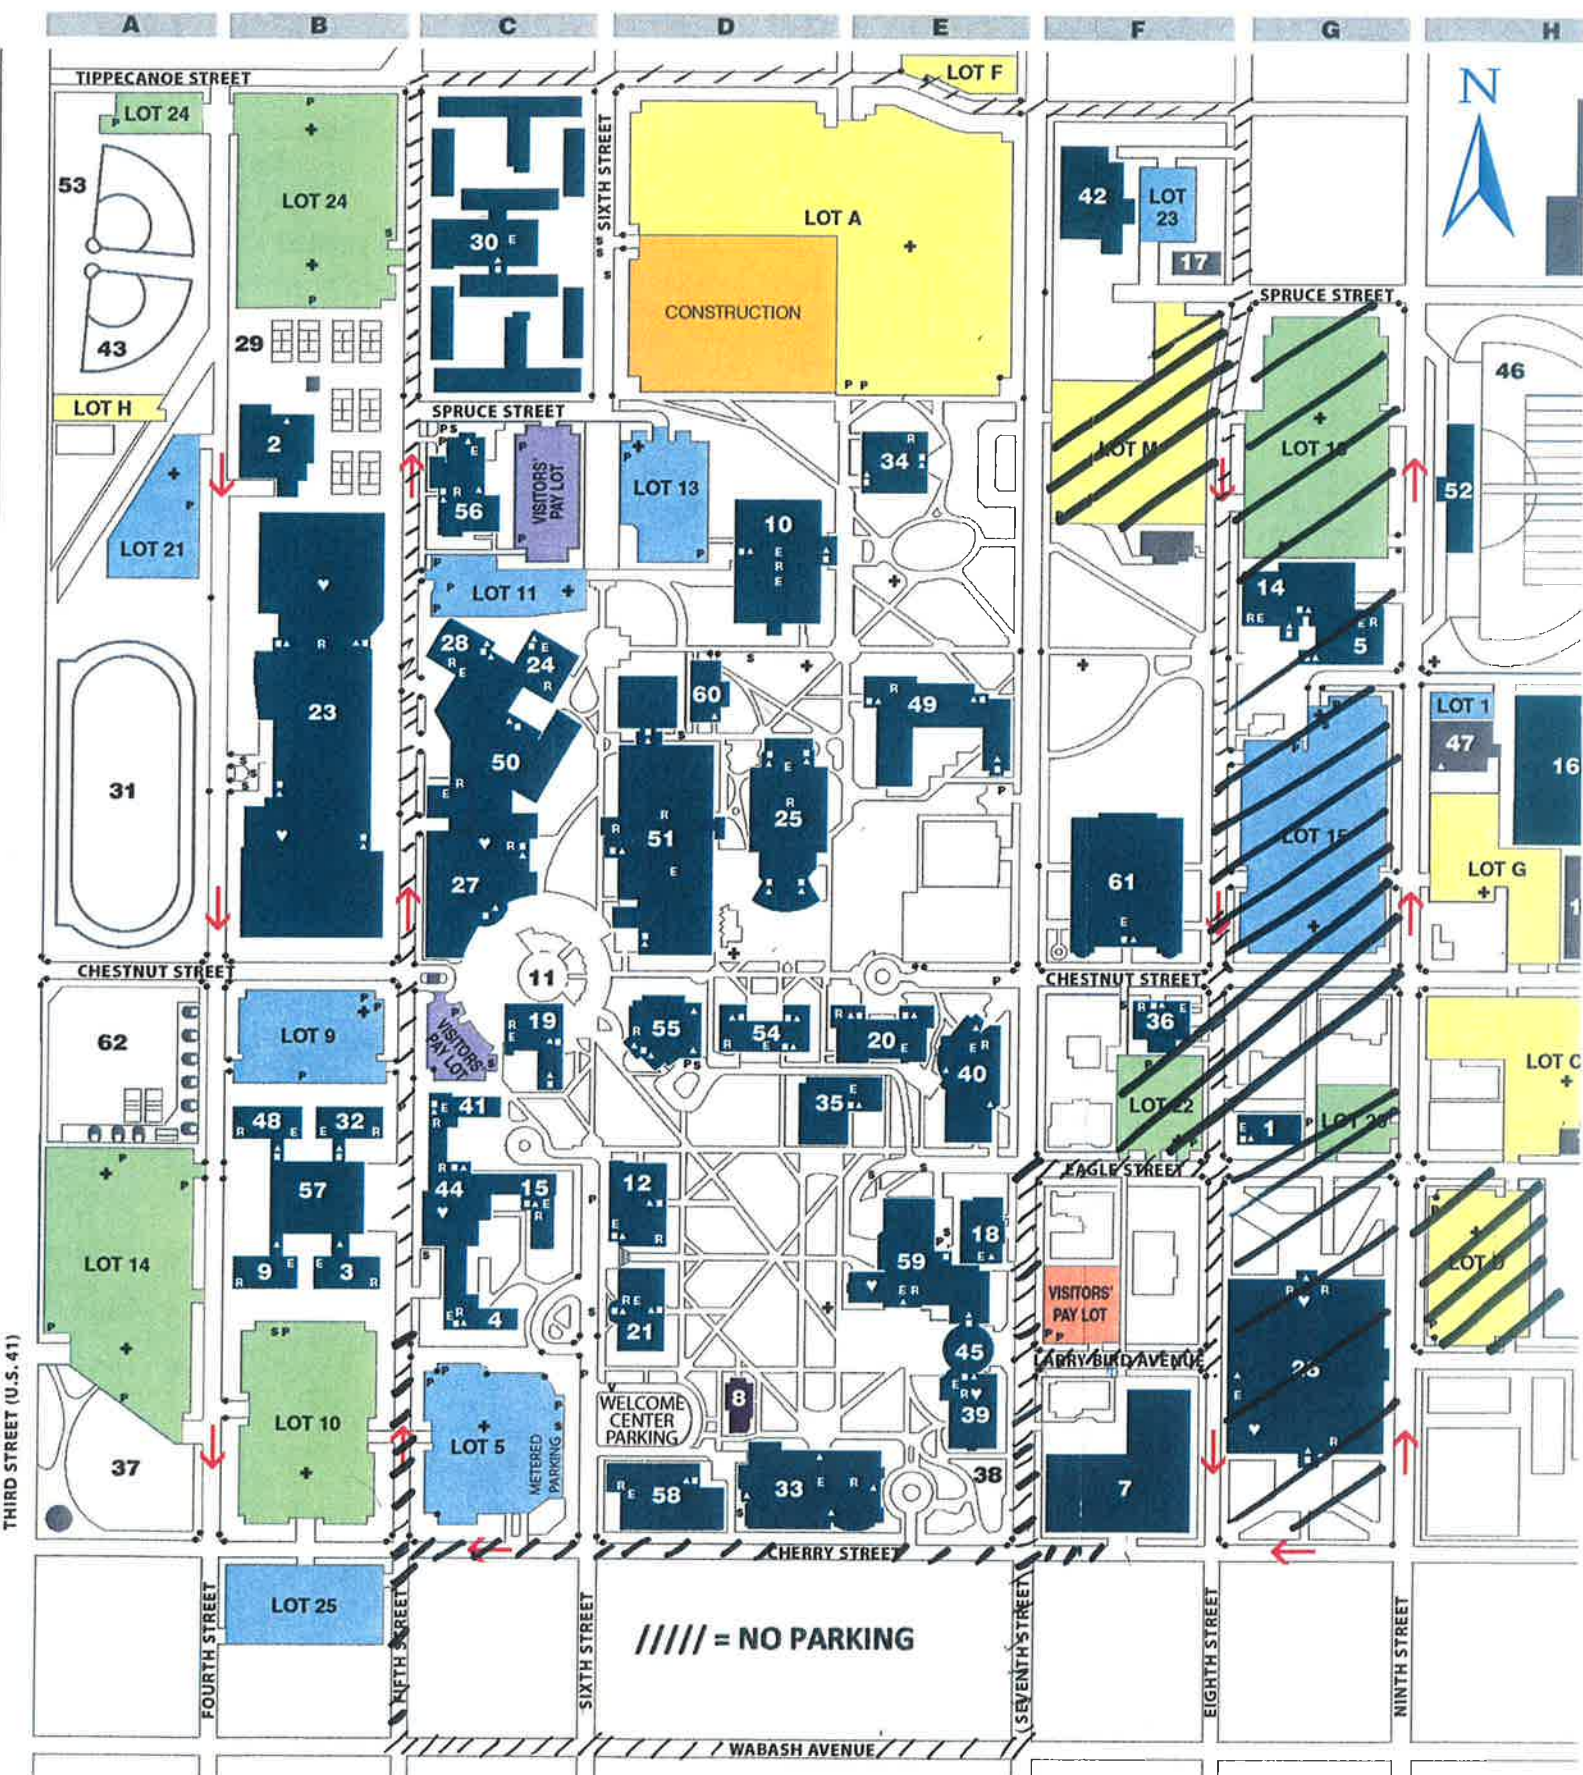 A B C D E F G H
TIPPECANOE STREET
LOT F
LOT 24
N
53
LOT 24
SIXTH STREET
LOT A
42
LOT
23
30
17
SPRUCE STREET
CONSTRUCTION
43
29
46
LOT H
SPRUCE STREET
2
LOT M
34
VISITORS'
PAY LOT
LOT 13
52
56
10
LOT 21
LOT 11
14
28
24
5
60
49
LOT 1
23
47
50
16
31
25
51
LOT 15
LOT G
27
61
CHESTNUT STREET
11
CHESTNUT STREET
19
55
54
20
36
LOT 9
62
VISITORS'
PAY LOT
40
LOT C
35
41
LOT 22
48
32
1
EAGLE STREET
12
57
44
15
18
LOT 14
59
LOT D
9
3
VISITORS'
PAY LOT
4
21
45
LARRY BIRD AVENUE
8
WELCOME
CENTER
PARKING
39
LOT 10
LOT 5
METERED
PARKING
37
38
58
33
7
THIRD STREET (U.S. 41)
CHERRY STREET
LOT 25
FOURTH STREET
FIFTH STREET
SIXTH STREET
///// = NO PARKING
(SEVENTH STREET
EIGHTH STREET
NINTH STREET
WABASH AVENUE